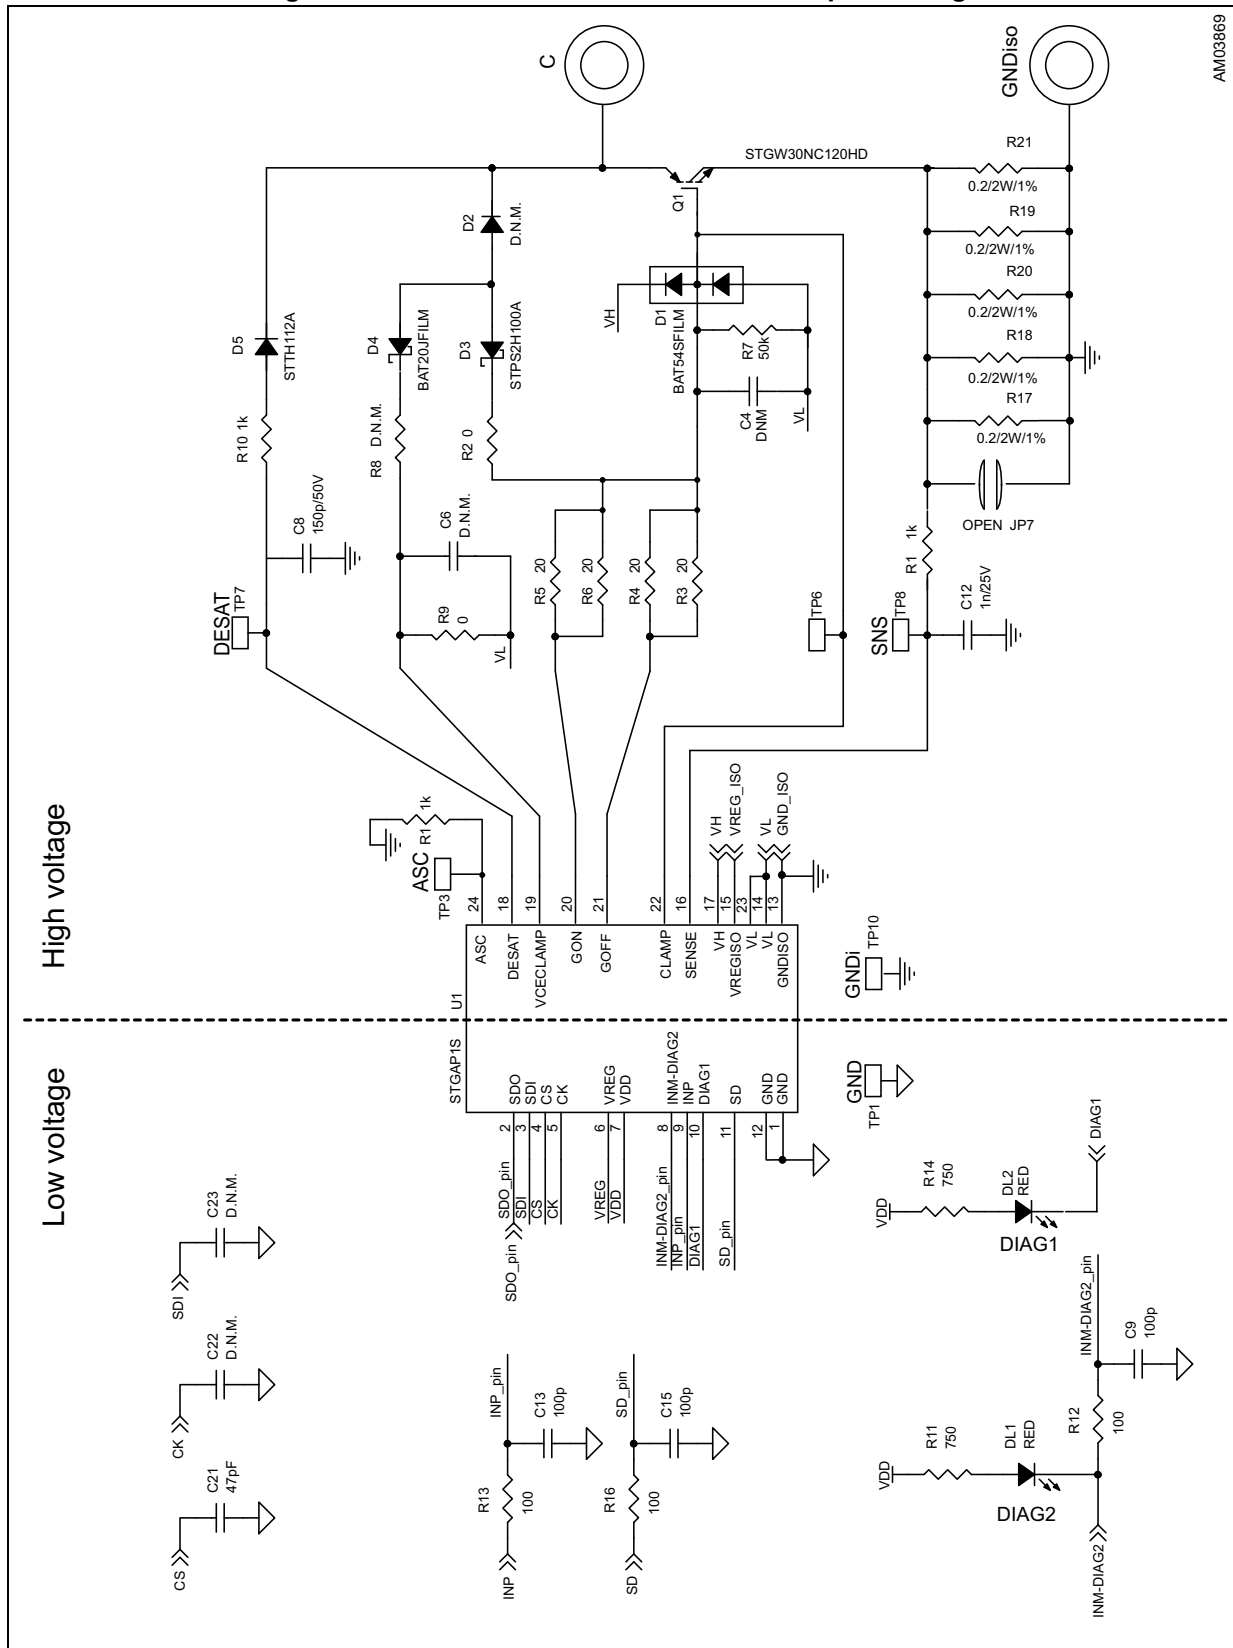 AM03869
High voltage
Low voltage
C
GNDiso
STGW30NC120HD
Q1
R21
0.2/2W/1%
R19
0.2/2W/1%
R20
0.2/2W/1%
R18
0.2/2W/1%
R17
0.2/2W/1%
OPEN JP7
D2
D.N.M.
D5
STTH112A
D4
BAT20JFILM
D3
STPS2H100A
VH
D1
BAT54SFILM
R7
50k
C4
DNM
VL
R10 1k
R8 D.N.M.
R2 0
C8
150p/50V
C6
D.N.M.
R9
0
VL
R5 20
R6 20
R4 20
R3 20
R1 1k
C12
1n/25V
DESAT
TP7
TP6
SNS
TP8
R1 1k
ASC
TP3
24
18
19
20
21
22
16
17
15
23
14
13
VH
VREG_ISO
VL
GND_ISO
ASC
DESAT
VCECLAMP
GON
GOFF
CLAMP
SENSE
VH
VREGISO
VL
VL
GNDISO
GNDi
TP10
U1
STGAP1S
SDO
SDI
CS
CK
VREG
VDD
INM-DIAG2
INP
DIAG1
SD
GND
GND
2
3
4
5
6
7
8
9
10
11
12
1
SDO_pin
SDI
CS
CK
VREG
VDD
INM-DIAG2_pin
INP_pin
DIAG1
SD_pin
SDO_pin
GND
TP1
SDI
C23
D.N.M.
CK
C22
D.N.M.
CS
C21
47pF
INP_pin
C13
100p
R13
100
INP
SD_pin
C15
100p
R16
100
SD
VDD
R14
750
DL2
RED
DIAG1
DIAG1
VDD
R11
750
DL1
RED
DIAG2
INM-DIAG2_pin
C9
100p
R12
100
INM-DIAG2